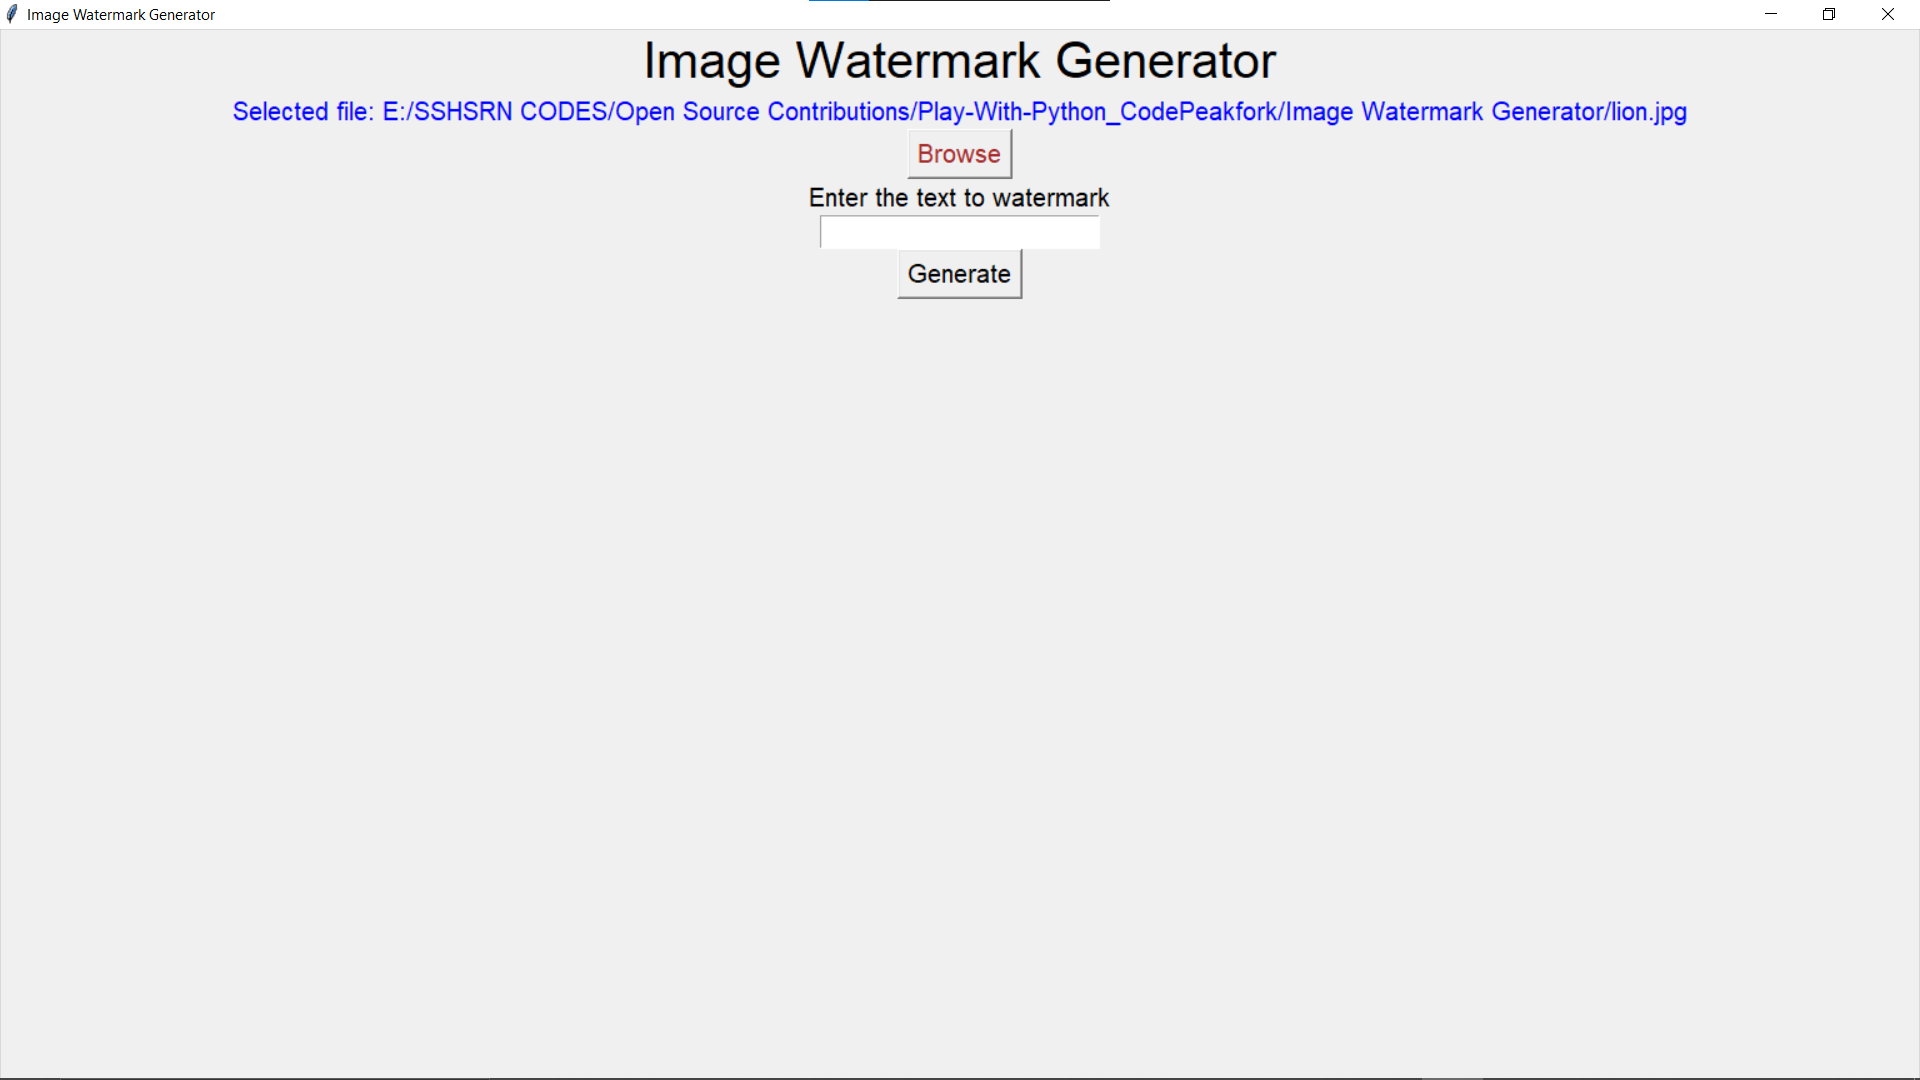 Image Watermark Generator
Image Watermark Generator
Selected file: E:/SSHSRN CODES/Open Source Contributions/Play-With-Python_CodePeakfork/Image Watermark Generator/lion.jpg
Browse
Enter the text to watermark
Generate